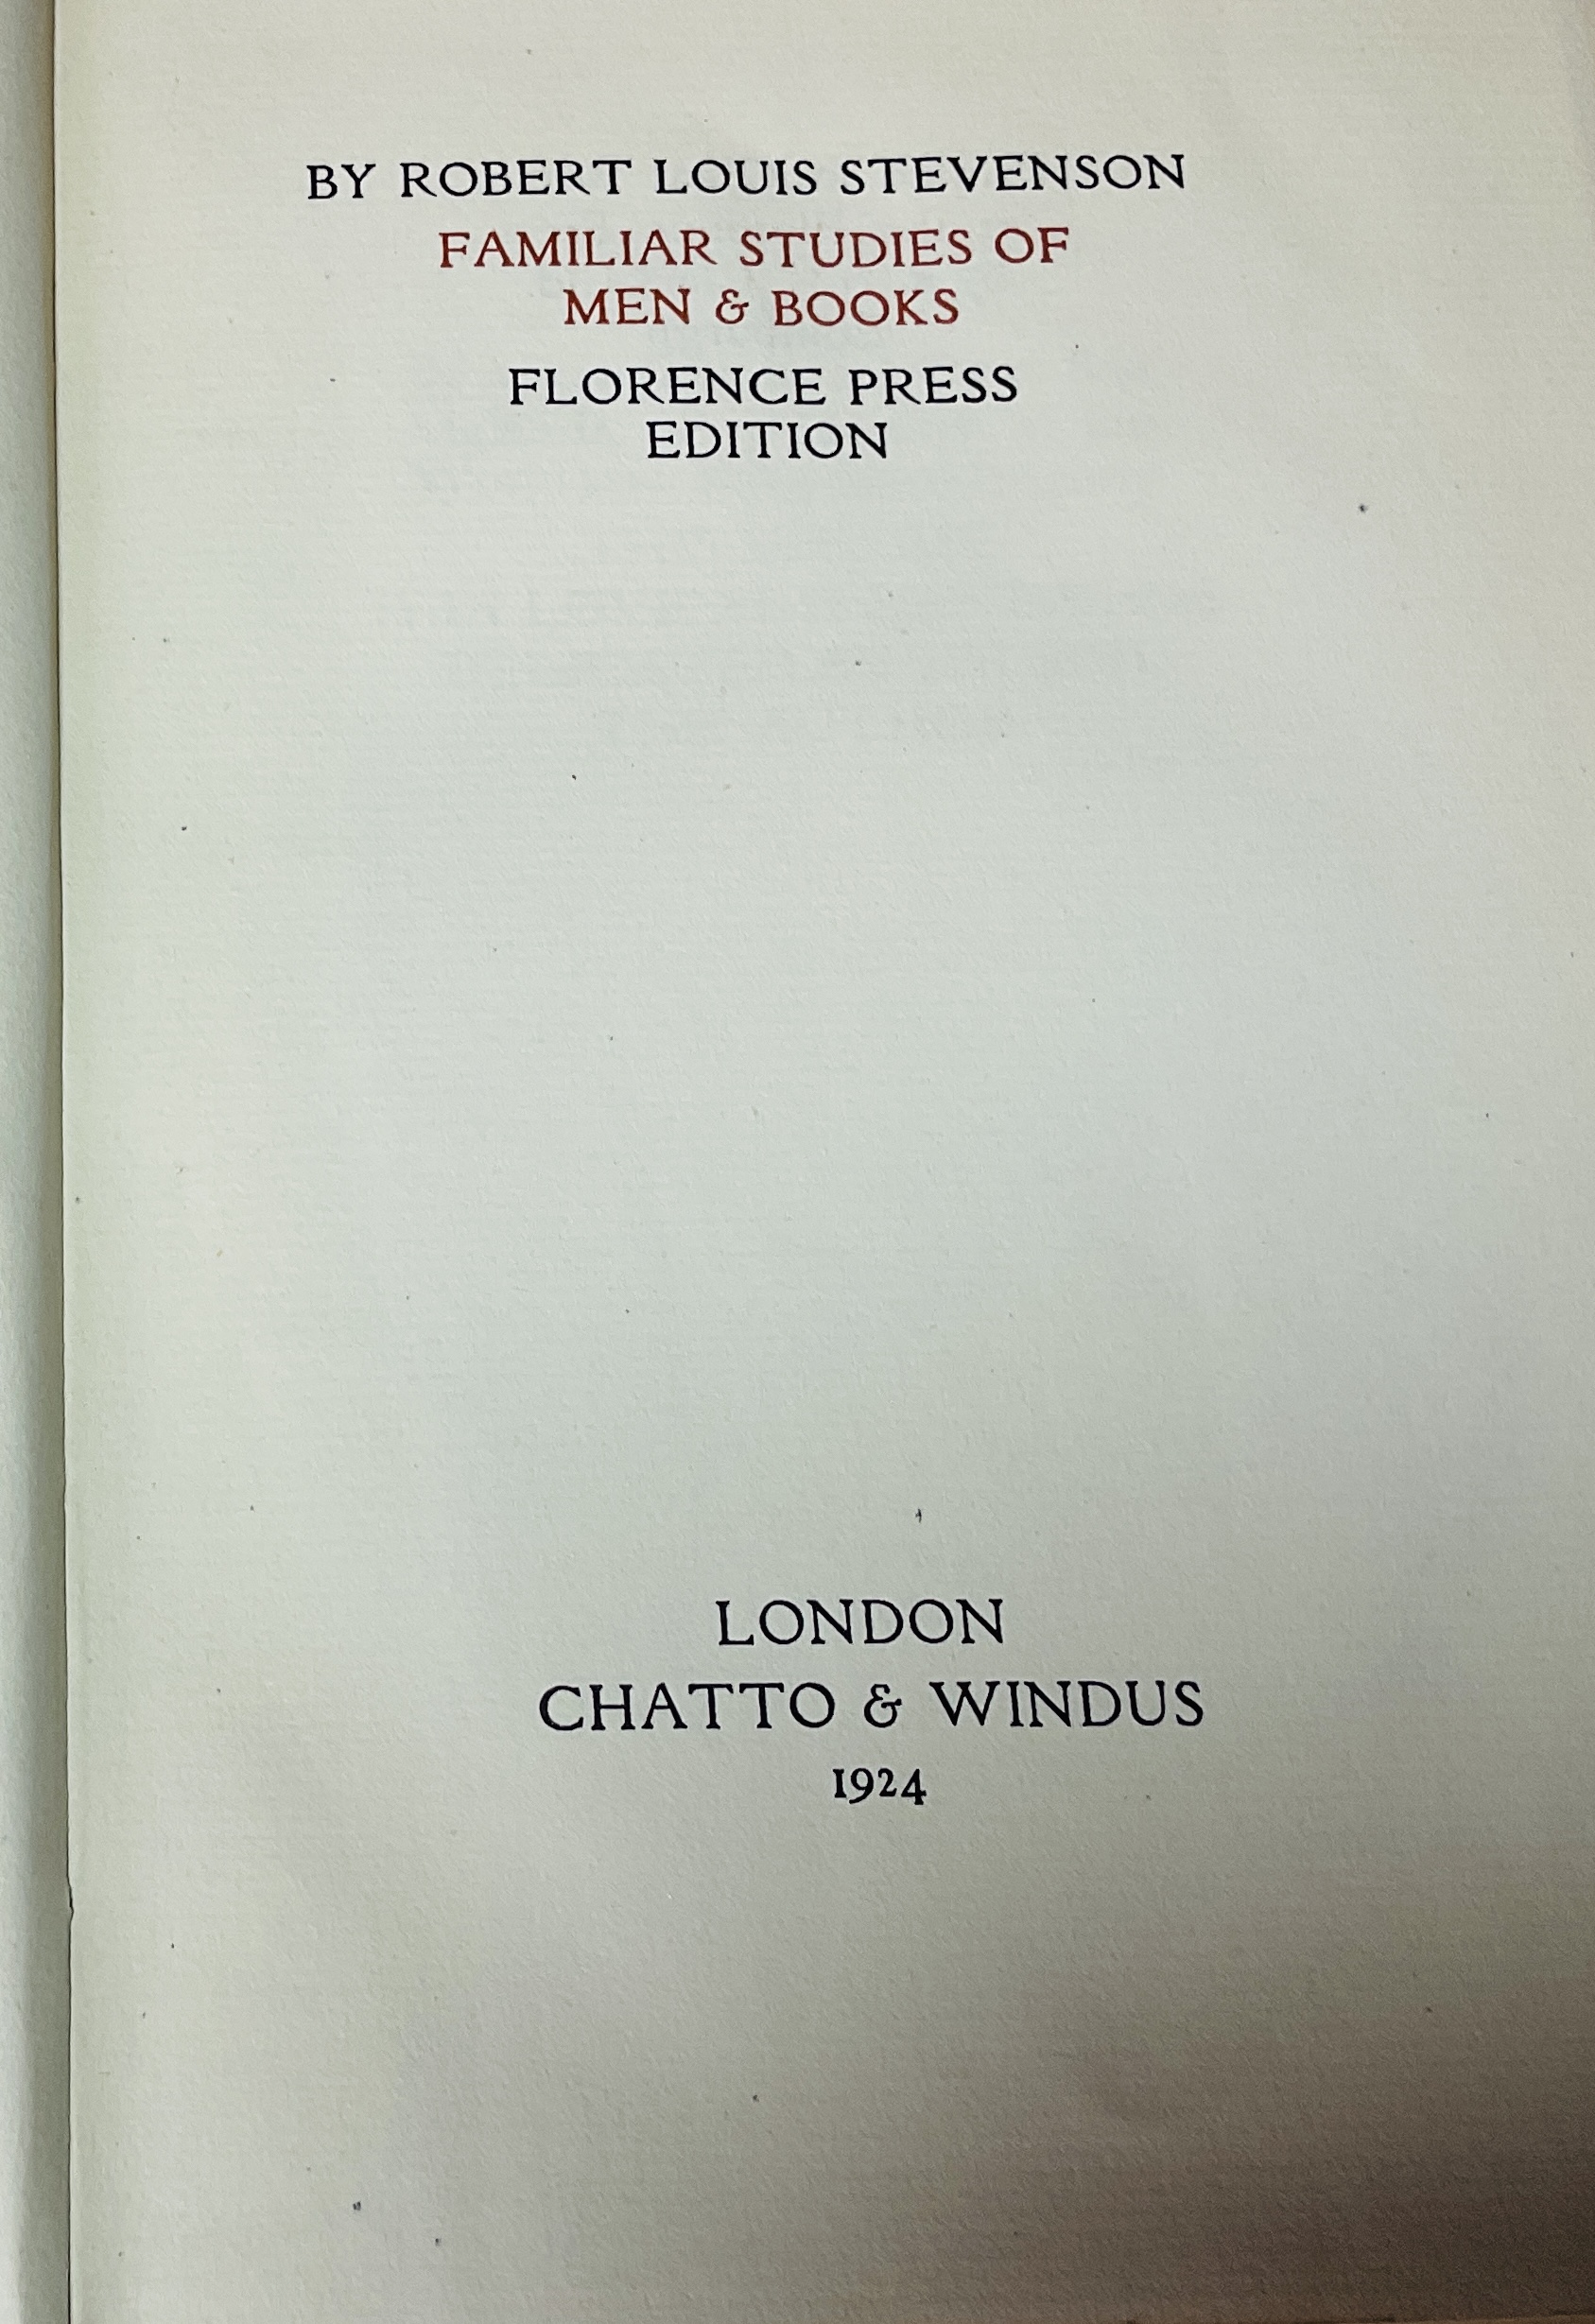 BY ROBERT LOUIS STEVENSON
FAMILIAR STUDIES OF
MEN & BOOKS
FLORENCE PRESS
EDITION
LONDON
CHATTO & WINDUS
1924